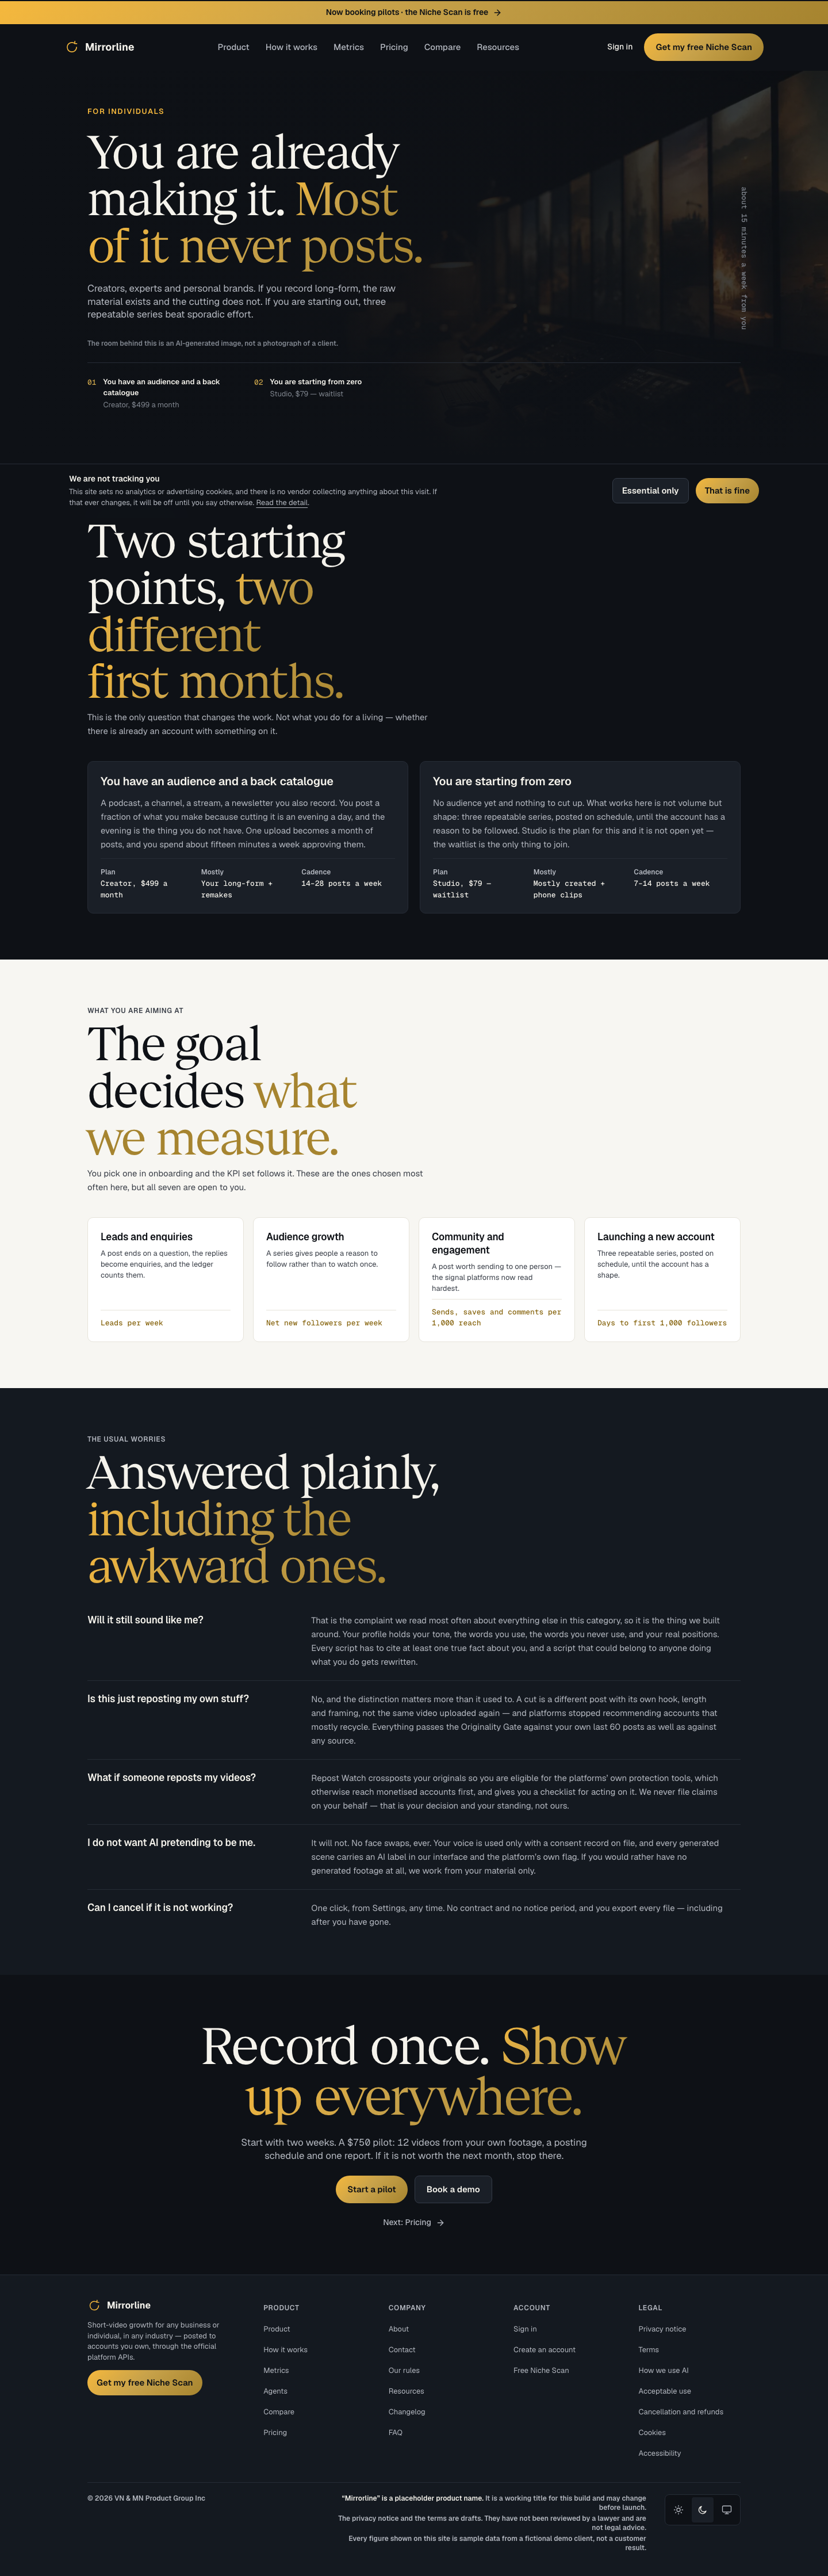 Now booking pilots · the Niche Scan is free →
Mirrorline
Product How it works Metrics Pricing Compare Resources
Sign in
Get my free Niche Scan
FOR INDIVIDUALS
You are already
making it. Most
of it never posts.
about 15 minutes a week from you
Creators, experts and personal brands. If you record long-form, the raw
material exists and the cutting does not. If you are starting out, three
repeatable series beat sporadic effort.
The room behind this is an AI-generated image, not a photograph of a client.
01 You have an audience and a back
catalogue
Creator, $499 a month
02 You are starting from zero
Studio, $79 — waitlist
We are not tracking you
This site sets no analytics or advertising cookies, and there is no vendor collecting anything about this visit. If
that ever changes, it will be off until you say otherwise. Read the detail.
Essential only
That is fine
Two starting
points, two
different
first months.
This is the only question that changes the work. Not what you do for a living — whether
there is already an account with something on it.
You have an audience and a back catalogue
A podcast, a channel, a stream, a newsletter you also record. You post a
fraction of what you make because cutting it is an evening a day, and the
evening is the thing you do not have. One upload becomes a month of
posts, and you spend about fifteen minutes a week approving them.
Plan
Creator, $499 a
month
Mostly
Your long-form +
remakes
Cadence
14–28 posts a week
You are starting from zero
No audience yet and nothing to cut up. What works here is not volume but
shape: three repeatable series, posted on schedule, until the account has a
reason to be followed. Studio is the plan for this and it is not open yet —
the waitlist is the only thing to join.
Plan
Studio, $79 —
waitlist
Mostly
Mostly created +
phone clips
Cadence
7–14 posts a week
WHAT YOU ARE AIMING AT
The goal
decides what
we measure.
You pick one in onboarding and the KPI set follows it. These are the ones chosen most
often here, but all seven are open to you.
Leads and enquiries
A post ends on a question, the replies
become enquiries, and the ledger
counts them.
Leads per week
Audience growth
A series gives people a reason to
follow rather than to watch once.
Net new followers per week
Community and
engagement
A post worth sending to one person —
the signal platforms now read
hardest.
Sends, saves and comments per
1,000 reach
Launching a new account
Three repeatable series, posted on
schedule, until the account has a
shape.
Days to first 1,000 followers
THE USUAL WORRIES
Answered plainly,
including the
awkward ones.
Will it still sound like me?
That is the complaint we read most often about everything else in this category, so it is the thing we built
around. Your profile holds your tone, the words you use, the words you never use, and your real positions.
Every script has to cite at least one true fact about you, and a script that could belong to anyone doing
what you do gets rewritten.
Is this just reposting my own stuff?
No, and the distinction matters more than it used to. A cut is a different post with its own hook, length
and framing, not the same video uploaded again — and platforms stopped recommending accounts that
mostly recycle. Everything passes the Originality Gate against your own last 60 posts as well as against
any source.
What if someone reposts my videos?
Repost Watch crossposts your originals so you are eligible for the platforms' own protection tools, which
otherwise reach monetised accounts first, and gives you a checklist for acting on it. We never file claims
on your behalf — that is your decision and your standing, not ours.
I do not want AI pretending to be me.
It will not. No face swaps, ever. Your voice is used only with a consent record on file, and every generated
scene carries an AI label in our interface and the platform's own flag. If you would rather have no
generated footage at all, we work from your material only.
Can I cancel if it is not working?
One click, from Settings, any time. No contract and no notice period, and you export every file — including
after you have gone.
Record once. Show
up everywhere.
Start with two weeks. A $750 pilot: 12 videos from your own footage, a posting
schedule and one report. If it is not worth the next month, stop there.
Start a pilot
Book a demo
Next: Pricing →
Mirrorline
Short-video growth for any business or
individual, in any industry — posted to
accounts you own, through the official
platform APIs.
Get my free Niche Scan
PRODUCT
Product
How it works
Metrics
Agents
Compare
Pricing
COMPANY
About
Contact
Our rules
Resources
Changelog
FAQ
ACCOUNT
Sign in
Create an account
Free Niche Scan
LEGAL
Privacy notice
Terms
How we use AI
Acceptable use
Cancellation and refunds
Cookies
Accessibility
© 2026 VN & MN Product Group Inc
"Mirrorline" is a placeholder product name. It is a working title for this build and may change
before launch.
The privacy notice and the terms are drafts. They have not been reviewed by a lawyer and are
not legal advice.
Every figure shown on this site is sample data from a fictional demo client, not a customer
result.